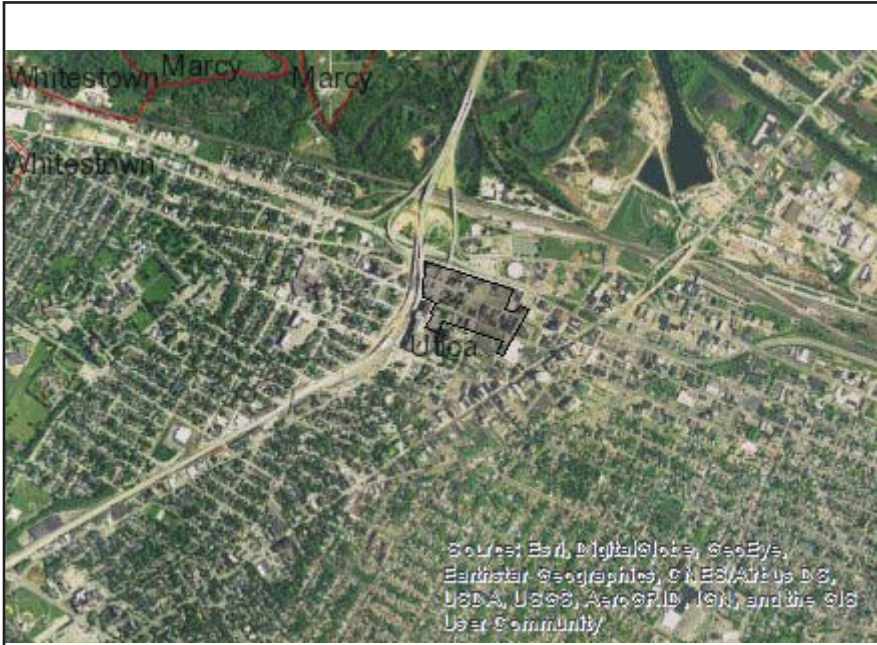 Whitestown
Marcy
Marcy
Whitestown
Utica
Source: Esri, DigitalGlobe, GeoEye,
Earthstar Geographics, CNES/Airbus DS,
USDA, USGS, AeroGRID, IGN, and the GIS
User Community